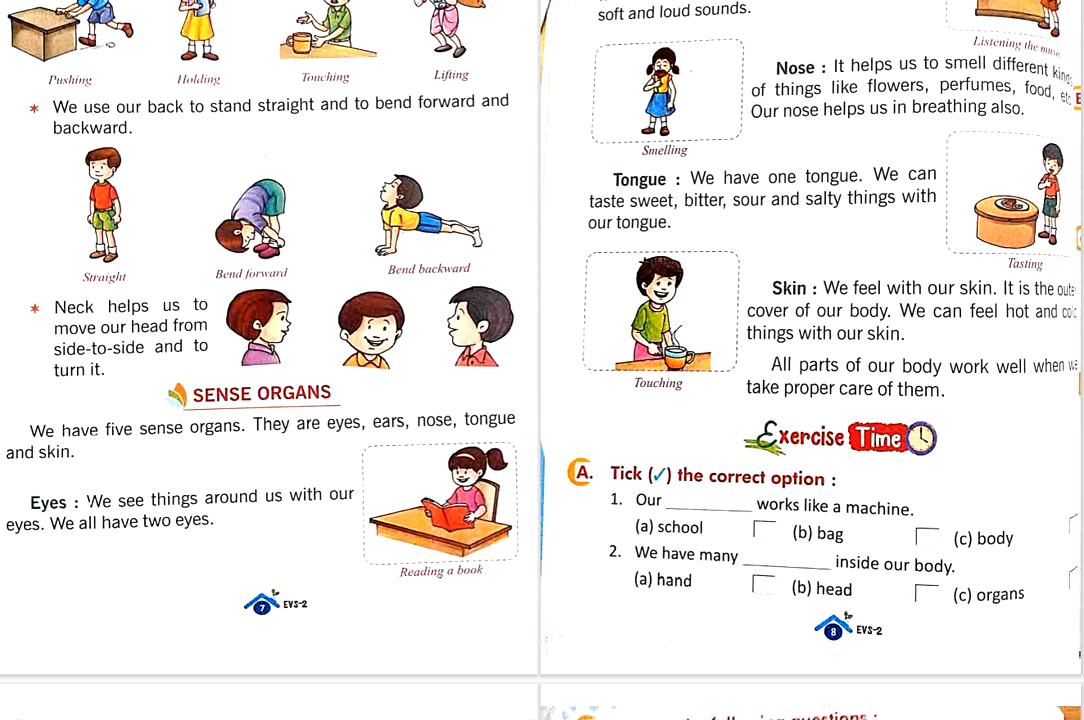 Pushing
Holding
Touching
Lifting
* We use our back to stand straight and to bend forward and
backward.
Straight
Bend forward
Bend backward
* Neck helps us to
move our head from
side-to-side and to
turn it.
SENSE ORGANS
We have five sense organs. They are eyes, ears, nose, tongue
and skin.
Eyes : We see things around us with our
eyes. We all have two eyes.
Reading a book
7 EVS-2
soft and loud sounds.
Listening the
Nose : It helps us to smell different
of things like flowers, perfumes, food,
Our nose helps us in breathing also.
Smelling
Tongue : We have one tongue. We can
taste sweet, bitter, sour and salty things with
our tongue.
Tasting
Skin : We feel with our skin. It is the
cover of our body. We can feel hot and
things with our skin.
Touching
All parts of our body work well when
take proper care of them.
Exercise Time
A. Tick (✓) the correct option :
1. Our _________ works like a machine.
(a) school (b) bag (c) body
2. We have many _________ inside our body.
(a) hand (b) head (c) organs
8 EVS-2